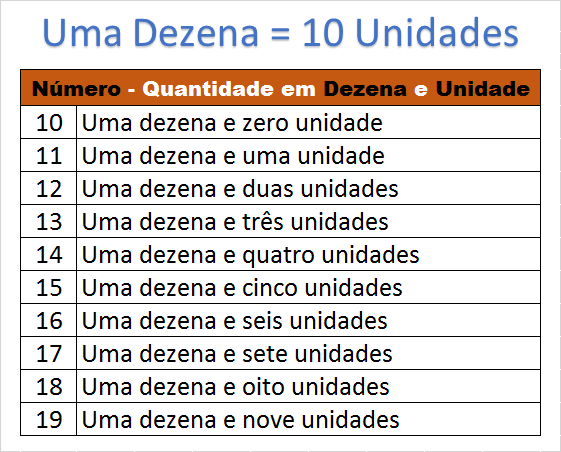 Uma Dezena = 10 Unidades
Número - Quantidade em Dezena e Unidade
10 Uma dezena e zero unidade
11 Uma dezena e uma unidade
12 Uma dezena e duas unidades
13 Uma dezena e três unidades
14 Uma dezena e quatro unidades
15 Uma dezena e cinco unidades
16 Uma dezena e seis unidades
17 Uma dezena e sete unidades
18 Uma dezena e oito unidades
19 Uma dezena e nove unidades